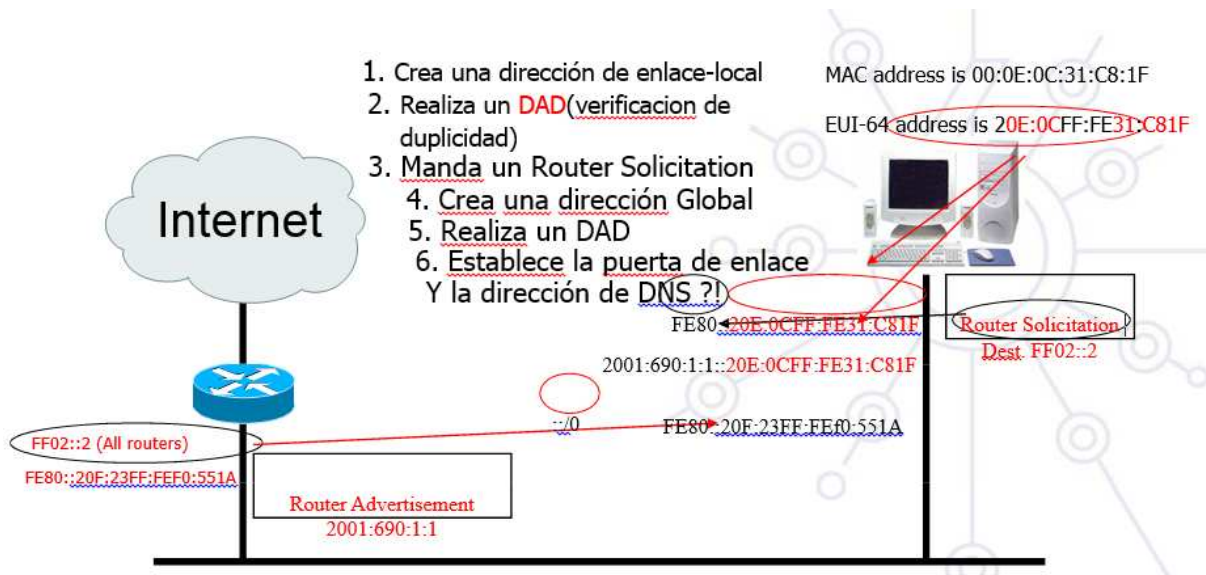 1. Crea una dirección de enlace-local
2. Realiza un DAD(verificacion de
duplicidad)
3. Manda un Router Solicitation
4. Crea una dirección Global
5. Realiza un DAD
6. Establece la puerta de enlace
Y la dirección de DNS ?!
MAC address is 00:0E:0C:31:C8:1F
EUI-64 address is 20E:0CFF:FE31:C81F
Internet
FE80::20E:0CFF:FE31:C81F
Router Solicitation
Dest. FF02::2
2001:690:1:1::20E:0CFF:FE31:C81F
::/0
FE80::20F:23FF:FEf0:551A
FF02::2 (All routers)
FE80::20F:23FF:FEF0:551A
Router Advertisement
2001:690:1:1